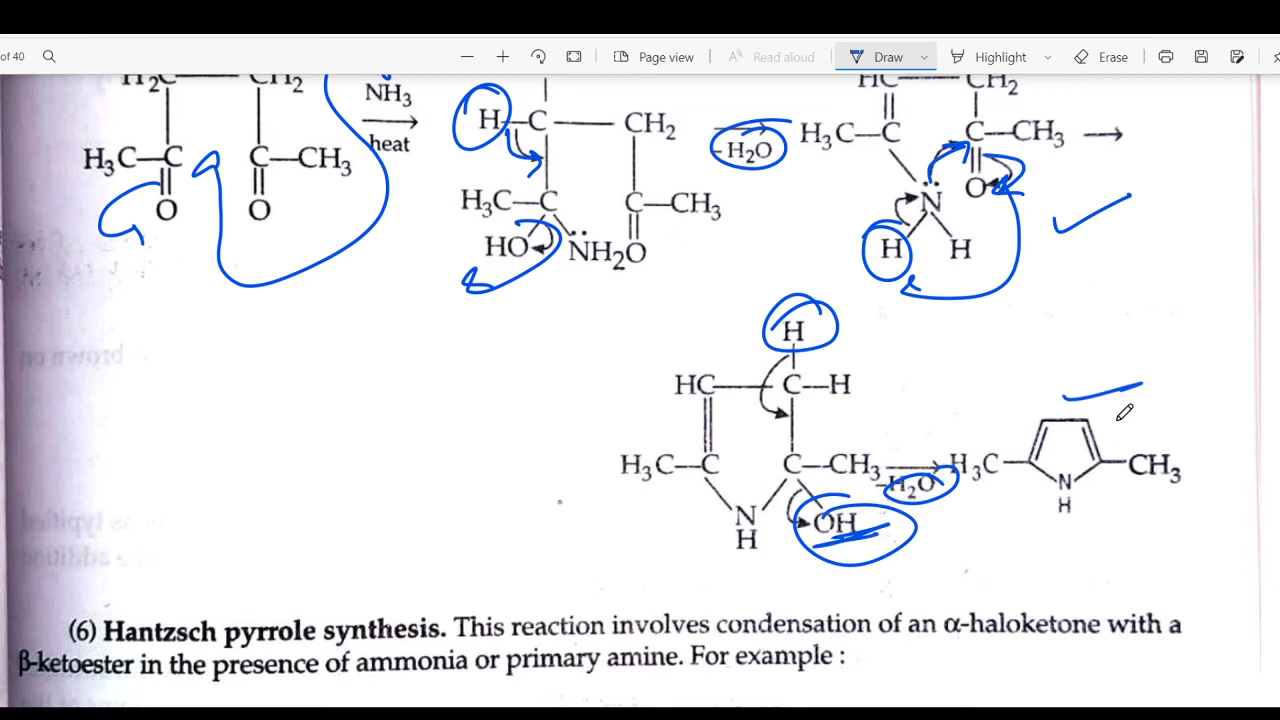 of 40 Page view Read aloud Draw Highlight Erase
H2C CH2 NH3 HC CH2
H–C CH2 –H2O H3C–C C–CH3
heat
H3C–C C–CH3 H3C–C C–CH3 N O
O O HO NH2O H H
H
HC C–H
H3C–C C–CH3 –H2O H3C CH3
N OH N
H H
(6) Hantzsch pyrrole synthesis. This reaction involves condensation of an α-haloketone with a
β-ketoester in the presence of ammonia or primary amine. For example :